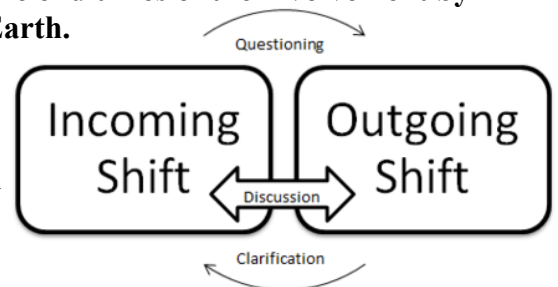 Earth.
Questioning
Incoming Shift
Outgoing Shift
Discussion
Clarification